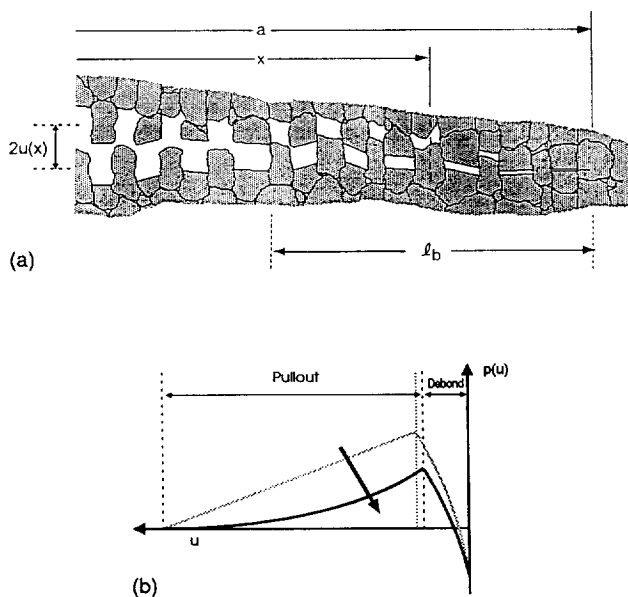 a
x
2u(x)
ℓb
(a)
Pullout
Debond
p(u)
u
(b)